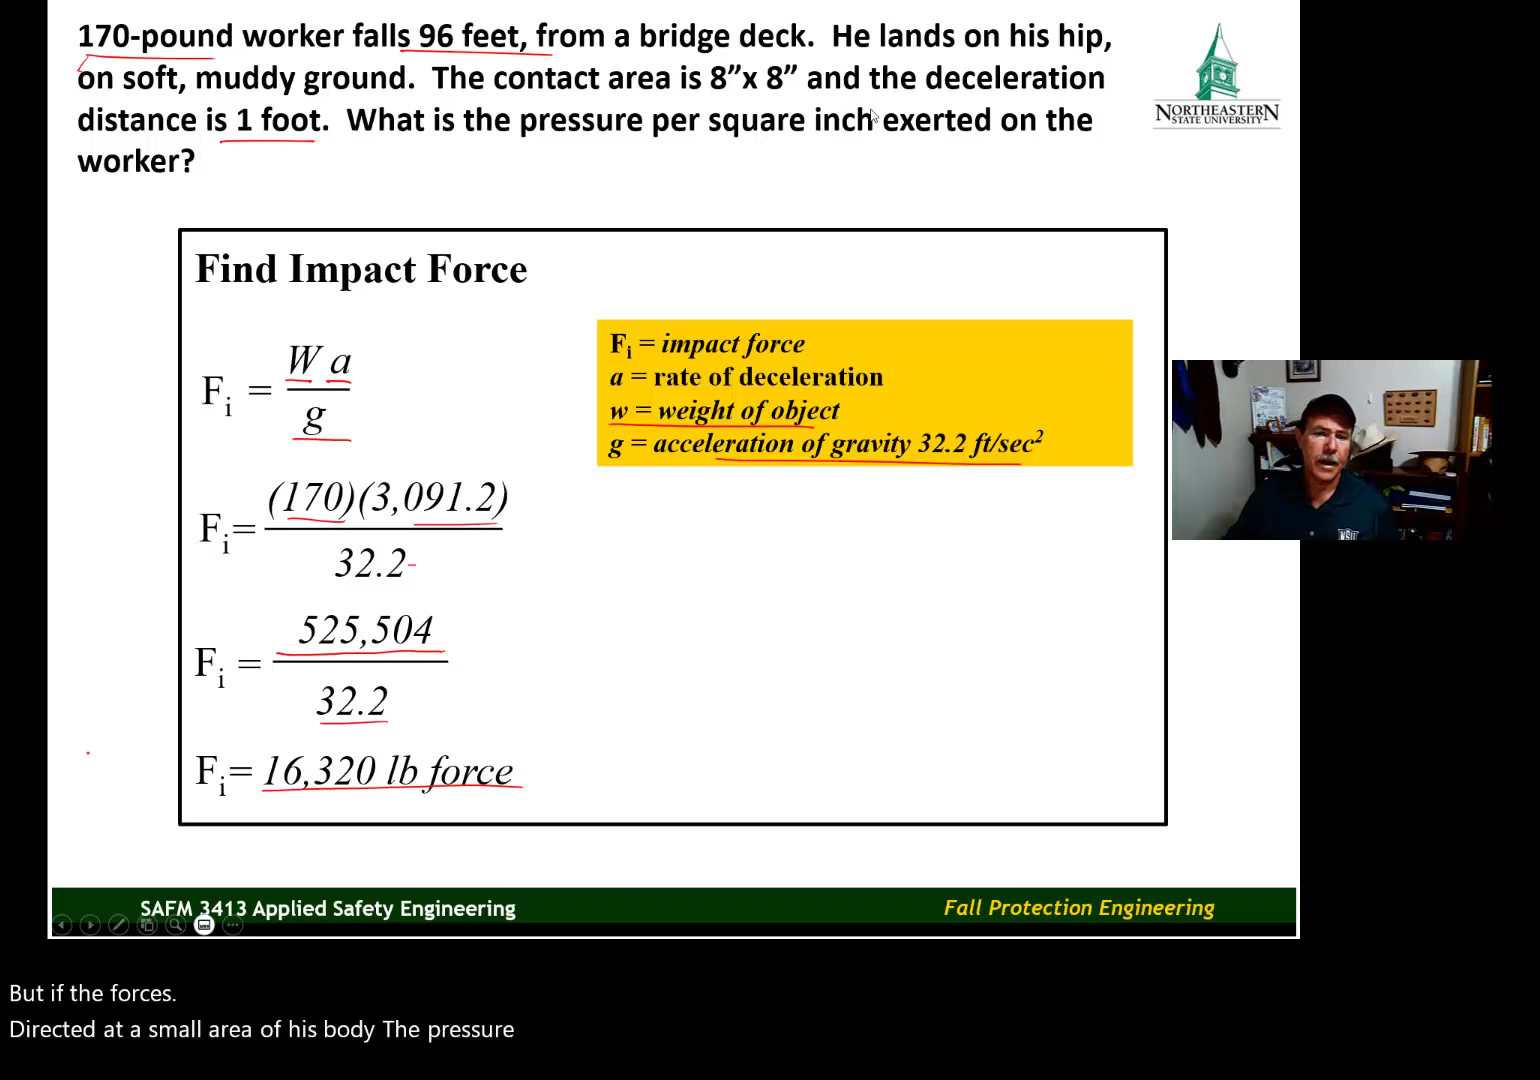 170-pound worker falls 96 feet, from a bridge deck.  He lands on his hip,
on soft, muddy ground.  The contact area is 8”x 8” and the deceleration
distance is 1 foot.  What is the pressure per square inch exerted on the
worker?
NORTHEASTERN
STATE UNIVERSITY
Find Impact Force
Fi = W a / g
Fi = impact force
a = rate of deceleration
w = weight of object
g = acceleration of gravity 32.2 ft/sec²
Fi= (170)(3,091.2) / 32.2
Fi = 525,504 / 32.2
Fi= 16,320 lb force
SAFM 3413 Applied Safety Engineering
Fall Protection Engineering
But if the forces.
Directed at a small area of his body The pressure